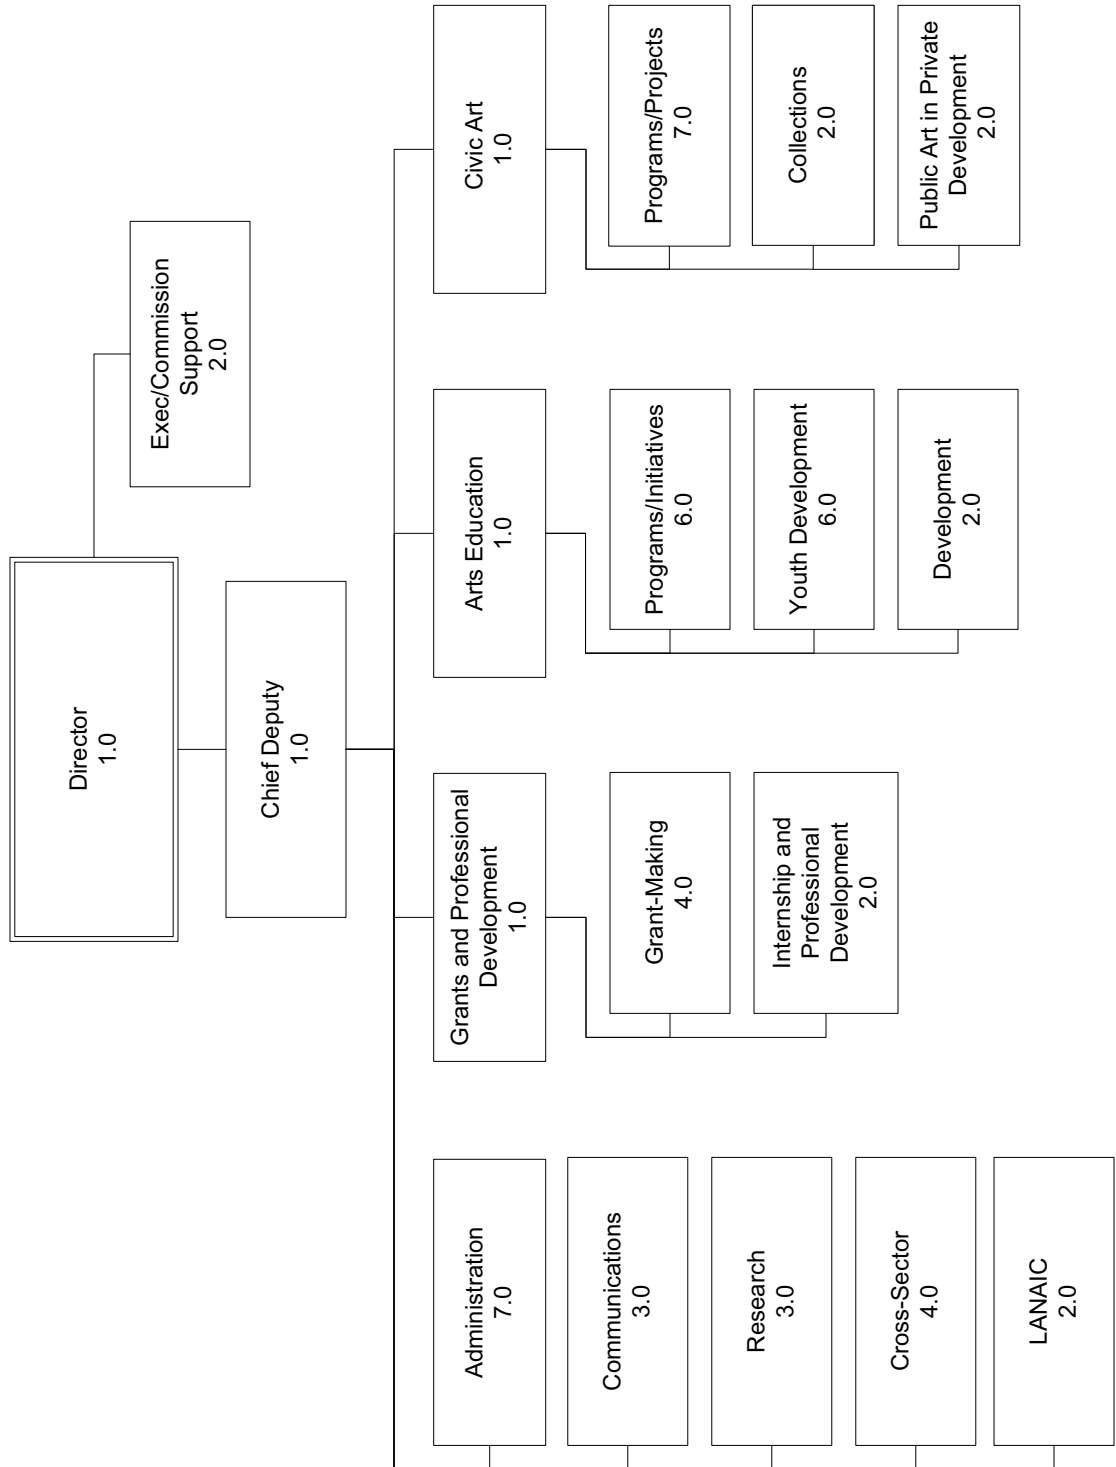 Director
1.0
Exec/Commission
Support
2.0
Chief Deputy
1.0
Administration
7.0
Communications
3.0
Research
3.0
Cross-Sector
4.0
LANAIC
2.0
Grants and Professional
Development
1.0
Grant-Making
4.0
Internship and
Professional
Development
2.0
Arts Education
1.0
Programs/Initiatives
6.0
Youth Development
6.0
Development
2.0
Civic Art
1.0
Programs/Projects
7.0
Collections
2.0
Public Art in Private
Development
2.0